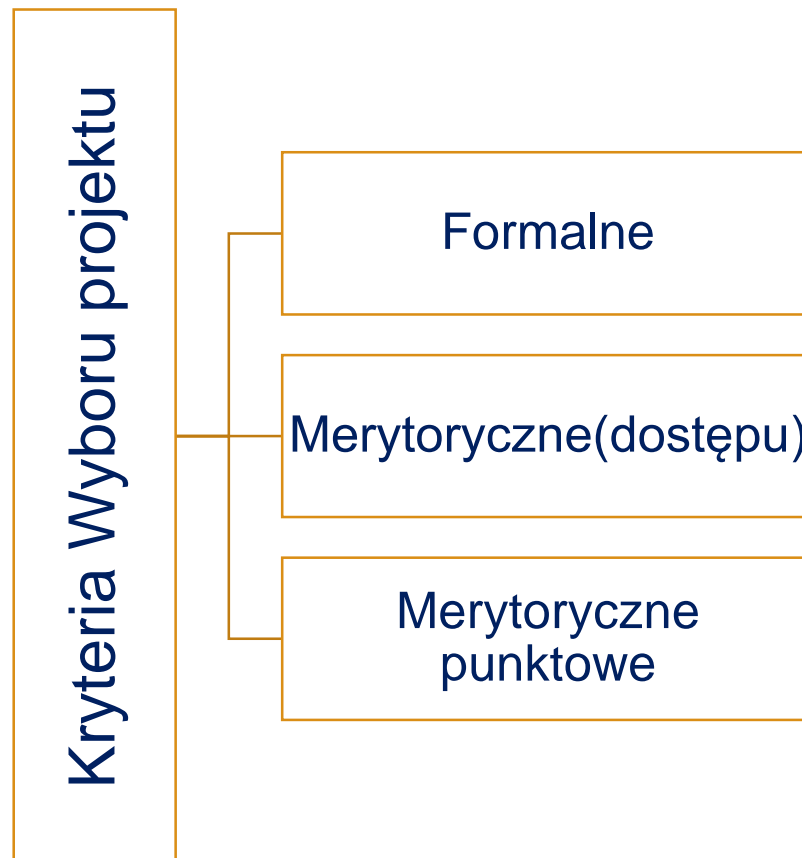 Kryteria Wyboru projektu
Formalne
Merytoryczne(dostępu)
Merytoryczne
punktowe